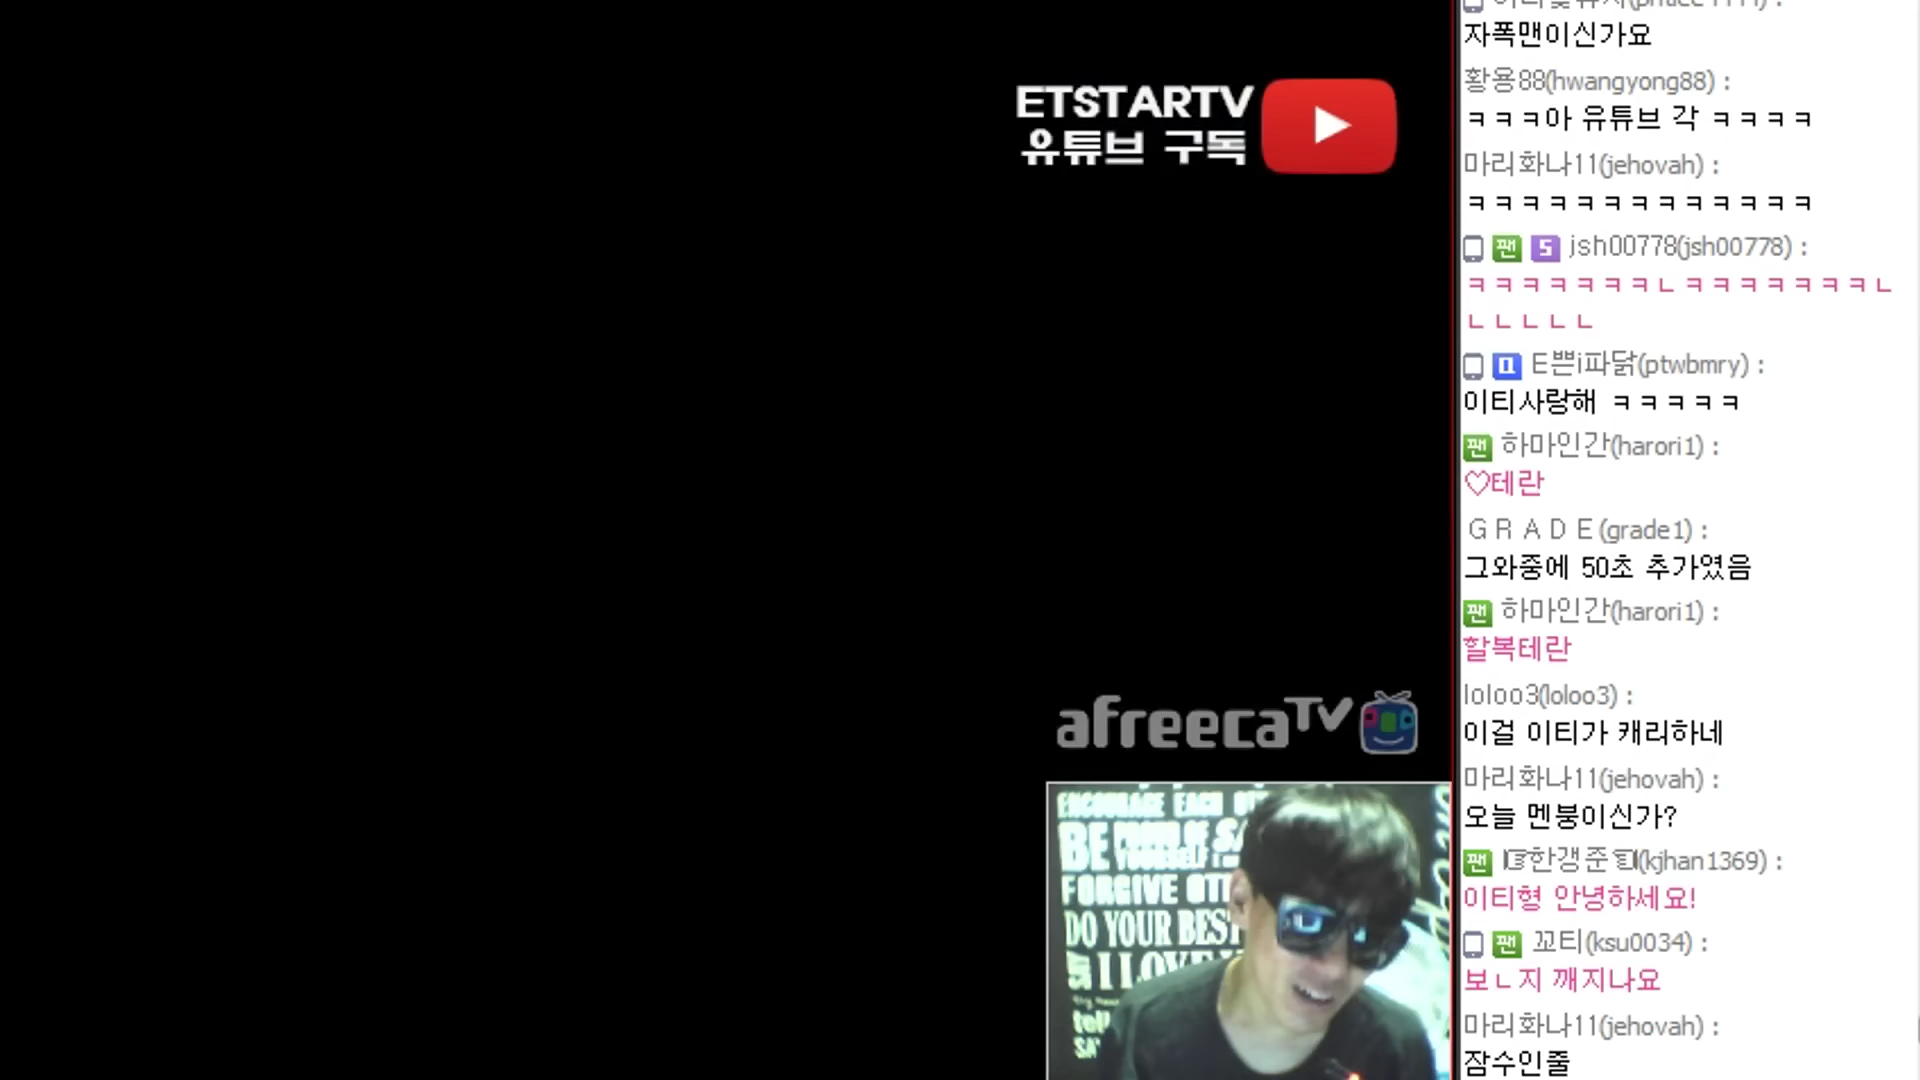 ETSTARTV
유튜브 구독
afreecaTV
ENCOURAGE EACH
BE PROUD OF
YOURSELF
FORGIVE
DO YOUR BEST
I LOVE
tell
자폭맨이신가요
황용88(hwangyong88) :
ㅋㅋㅋ아 유튜브 각 ㅋㅋㅋㅋ
마리화나11(jehovah) :
ㅋㅋㅋㅋㅋㅋㅋㅋㅋㅋㅋㅋㅋ
팬 S jsh00778(jsh00778) :
ㅋㅋㅋㅋㅋㅋㅋㄴㅋㅋㅋㅋㅋㅋㅋㄴ
ㄴㄴㄴㄴㄴ
E쁜i파닭(ptwbmry) :
이티사랑해 ㅋㅋㅋㅋㅋ
팬 하마인간(harori1) :
♡테란
G R A D E(grade1) :
그와중에 50초 추가였음
팬 하마인간(harori1) :
할복테란
loloo3(loloo3) :
이걸 이티가 캐리하네
마리화나11(jehovah) :
오늘 멘붕이신가?
팬 ☞한갱준☜(kjhan1369) :
이티형 안녕하세요!
팬 꼬티(ksu0034) :
보ㄴ지 깨지나요
마리화나11(jehovah) :
잠수인줄